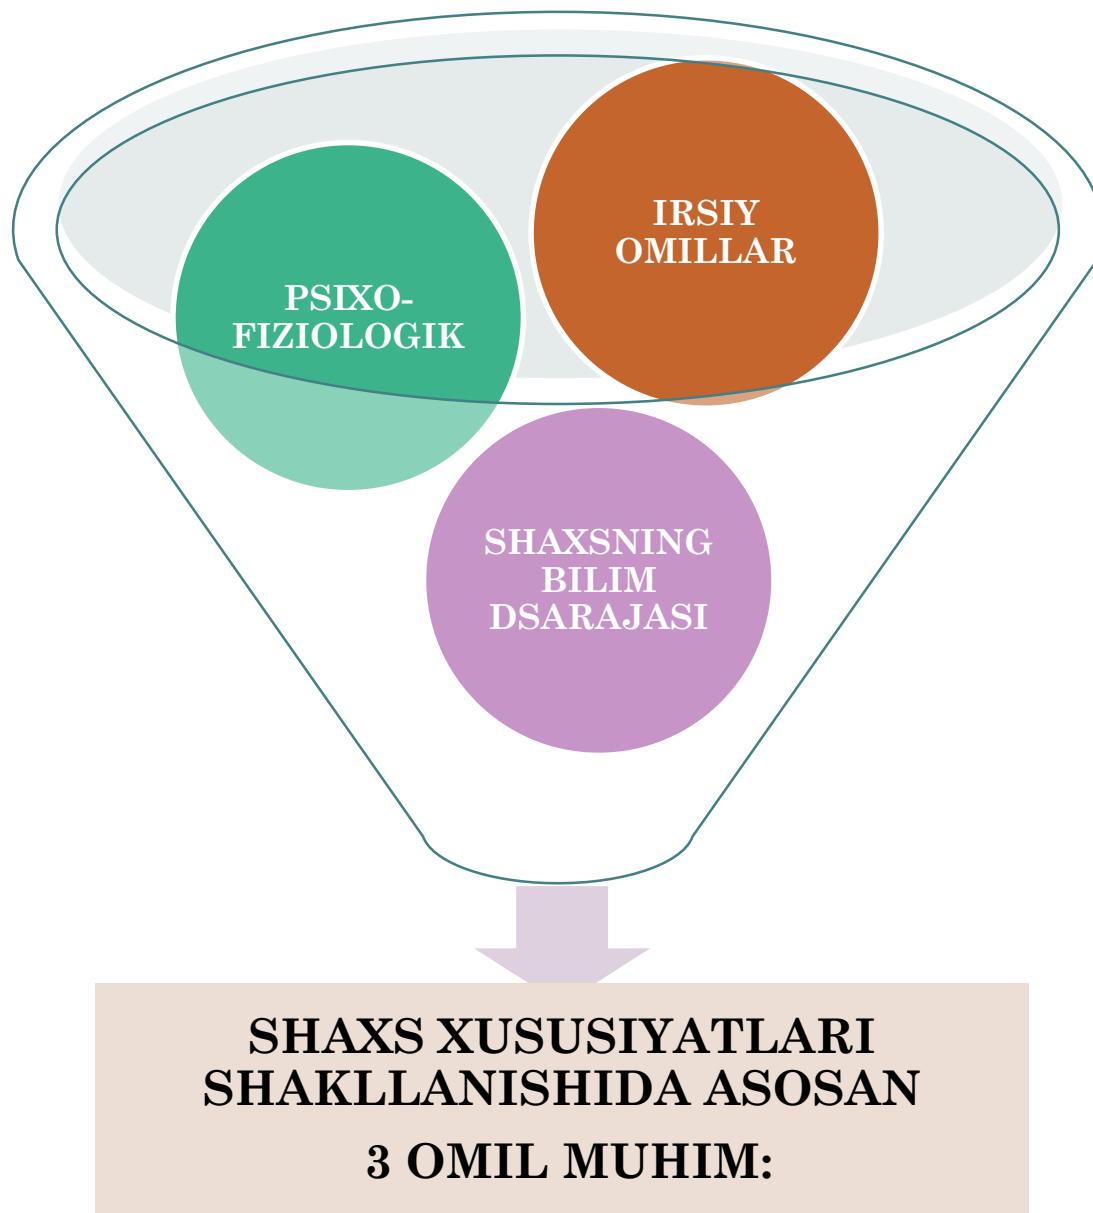 IRSIY
OMILLAR
PSIXO-
FIZIOLOGIK
SHAXSNING
BILIM
DSARAJASI
SHAXS XUSUSIYATLARI
SHAKLLANISHIDA ASOSAN
3 OMIL MUHIM: